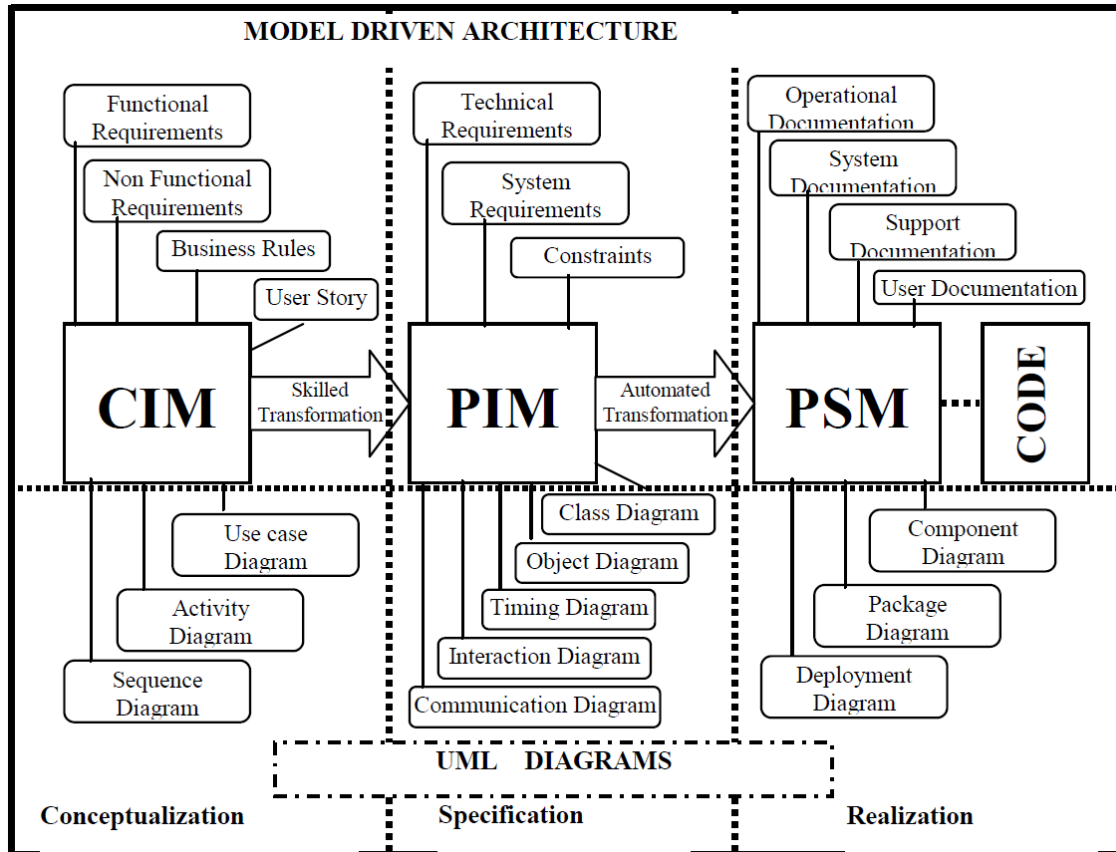 MODEL DRIVEN ARCHITECTURE
Functional
Requirements
Non Functional
Requirements
Business Rules
User Story
CIM
Skilled
Transformation
Use case
Diagram
Activity
Diagram
Sequence
Diagram
Technical
Requirements
System
Requirements
Constraints
PIM
Automated
Transformation
Class Diagram
Object Diagram
Timing Diagram
Interaction Diagram
Communication Diagram
Operational
Documentation
System
Documentation
Support
Documentation
User Documentation
PSM
CODE
Component
Diagram
Package
Diagram
Deployment
Diagram
UML DIAGRAMS
Conceptualization
Specification
Realization